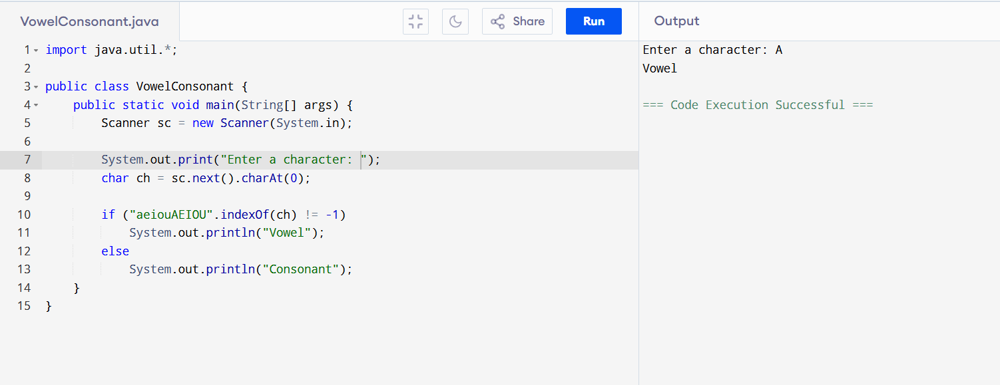 VowelConsonant.java
Share
Run
Output
1 import java.util.*;
2
3 public class VowelConsonant {
4     public static void main(String[] args) {
5         Scanner sc = new Scanner(System.in);
6
7         System.out.print("Enter a character: ");
8         char ch = sc.next().charAt(0);
9
10         if ("aeiouAEIOU".indexOf(ch) != -1)
11             System.out.println("Vowel");
12         else
13             System.out.println("Consonant");
14     }
15 }
Enter a character: A
Vowel
=== Code Execution Successful ===